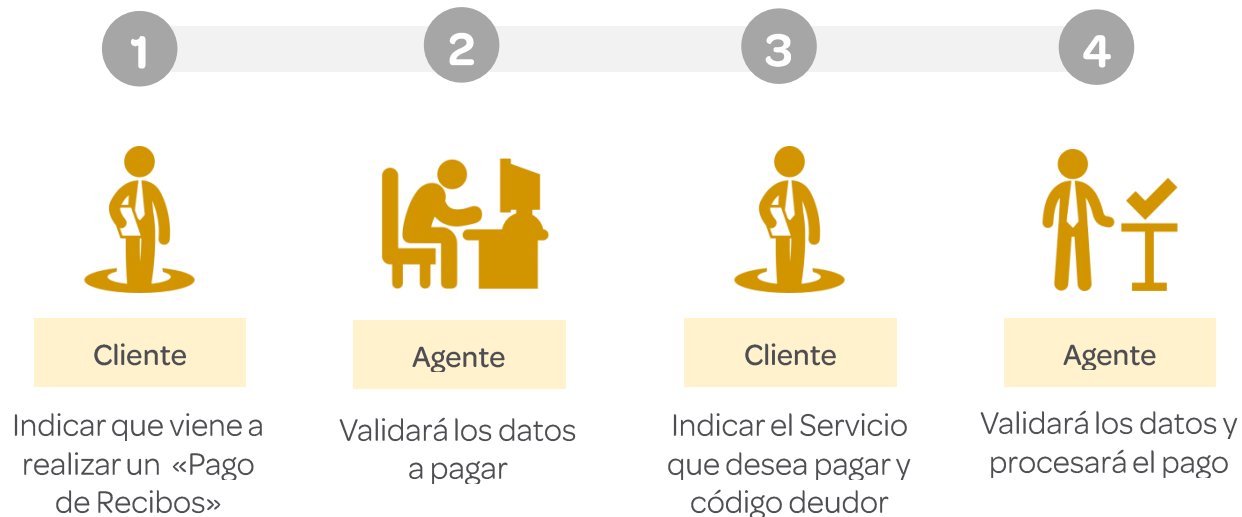 1
2
3
4
Cliente
Agente
Cliente
Agente
Indicar que viene a
realizar un «Pago
de Recibos»
Validará los datos
a pagar
Indicar el Servicio
que desea pagar y
código deudor
Validará los datos y
procesará el pago